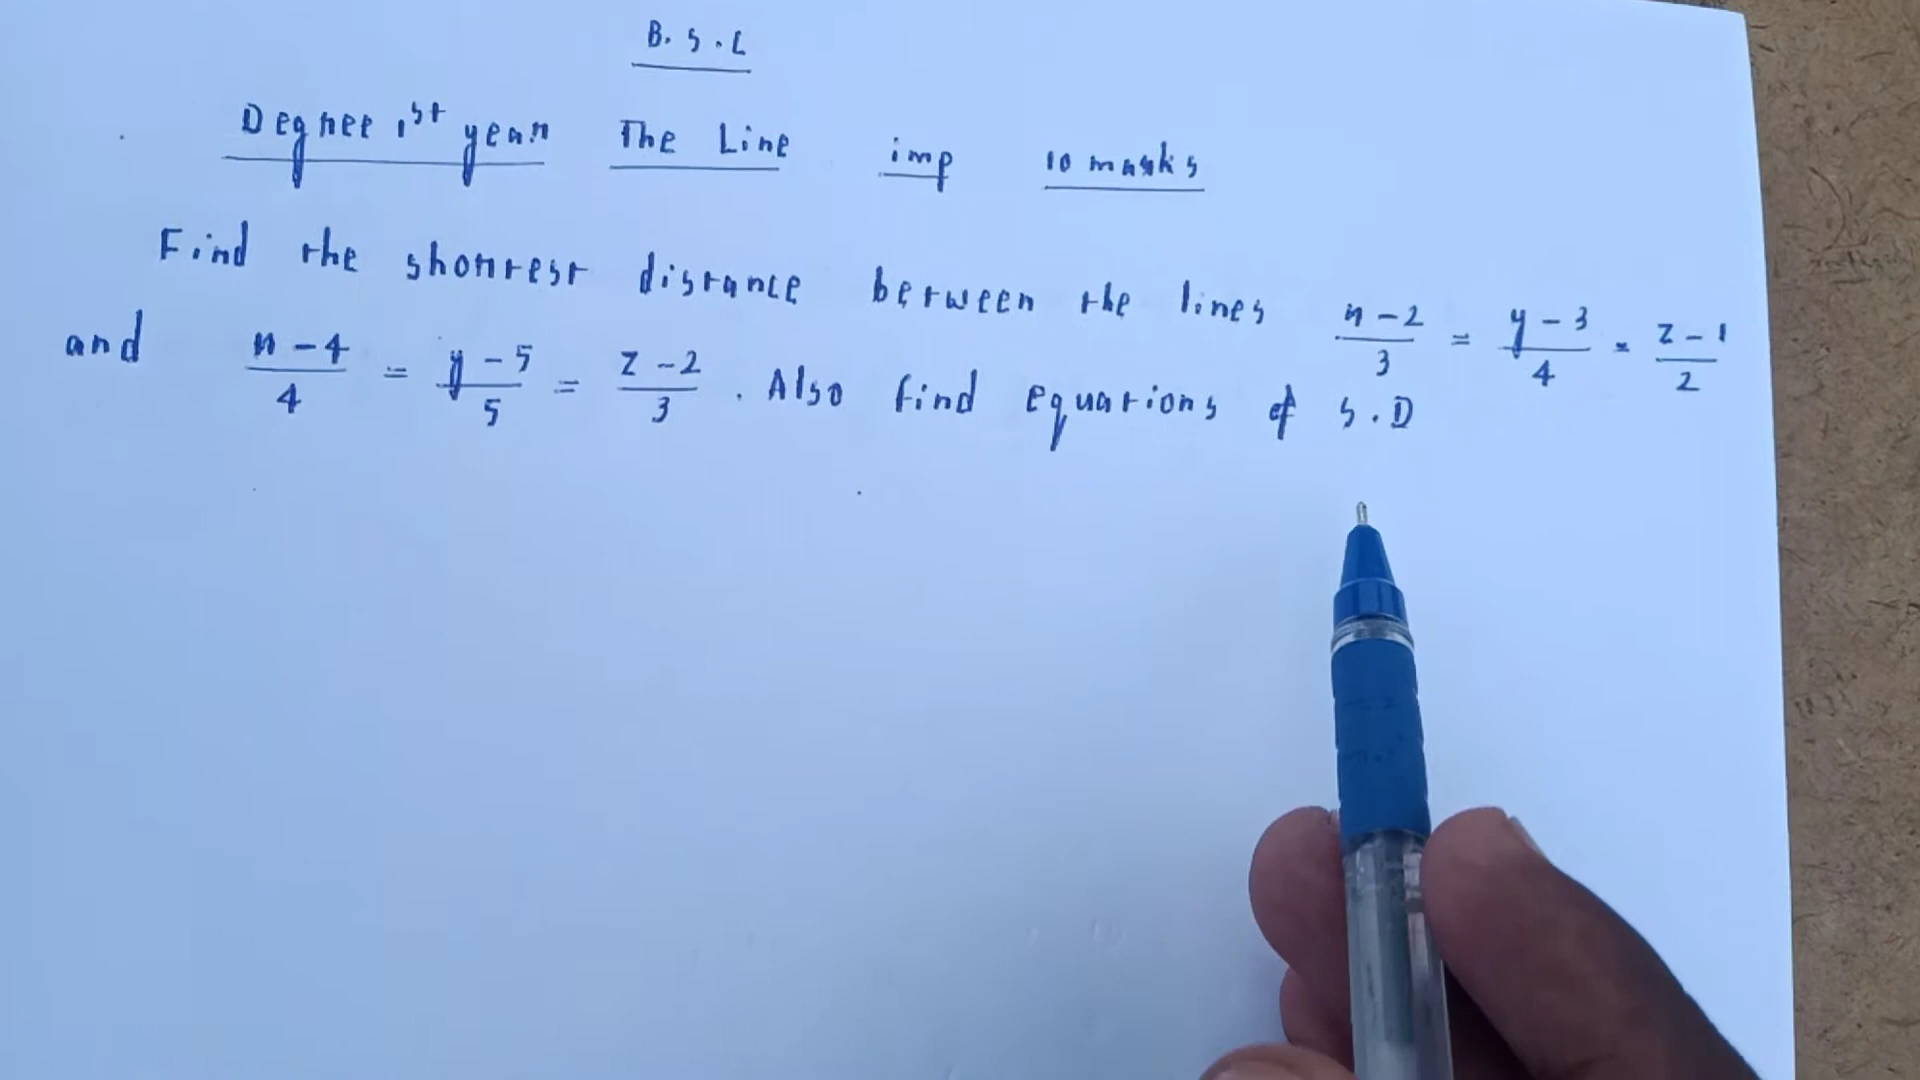 B.S.C
Degree 1st year The Line imp 10 marks
Find the shortest distance between the lines x-2/3 = y-3/4 = z-1/2
and x-4/4 = y-5/5 = z-2/3 . Also find equations of S.D